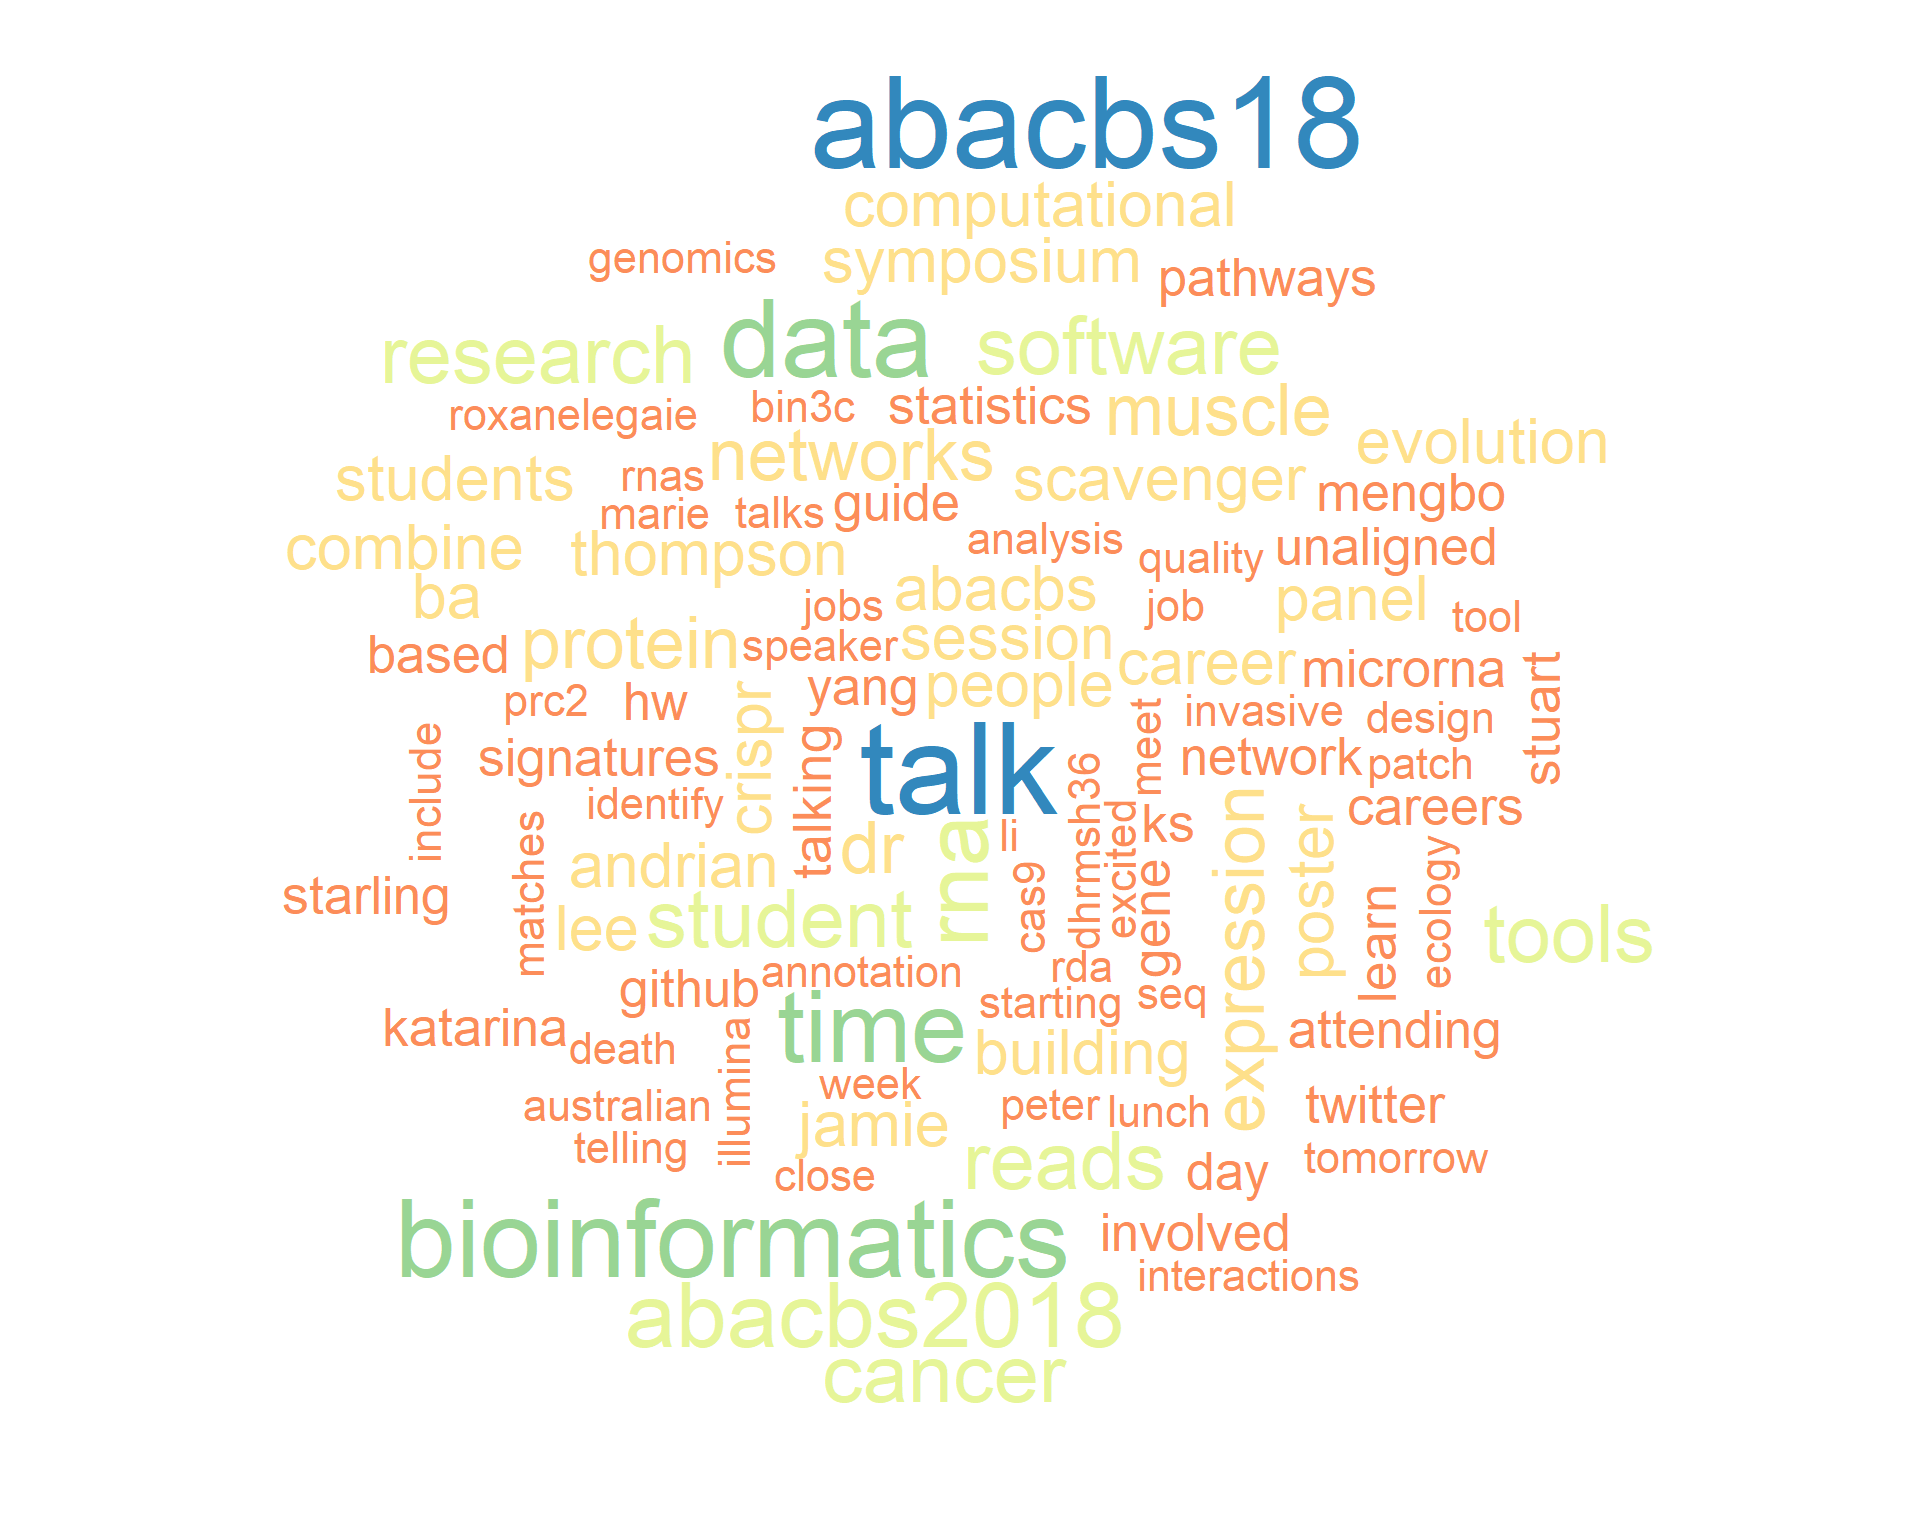 abacbs18
computational
genomics symposium pathways
research data software
roxanelegaie bin3c statistics muscle
students rnas networks scavenger evolution
marie talks guide mengbo
combine thompson analysis quality unaligned
ba jobs abacbs job panel tool
based protein speaker session career microrna stuart
prc2 hw crispr yang people meet invasive design
include signatures talking talk dhrmsh36 network patch
identify matches andrian dr rna li excited ks expression poster careers
starling lee student cas9 gene learn ecology tools
github annotation rda
katarina death illumina time starting seq building attending
australian week jamie peter lunch twitter
telling close reads day tomorrow
bioinformatics involved
interactions
abacbs2018
cancer